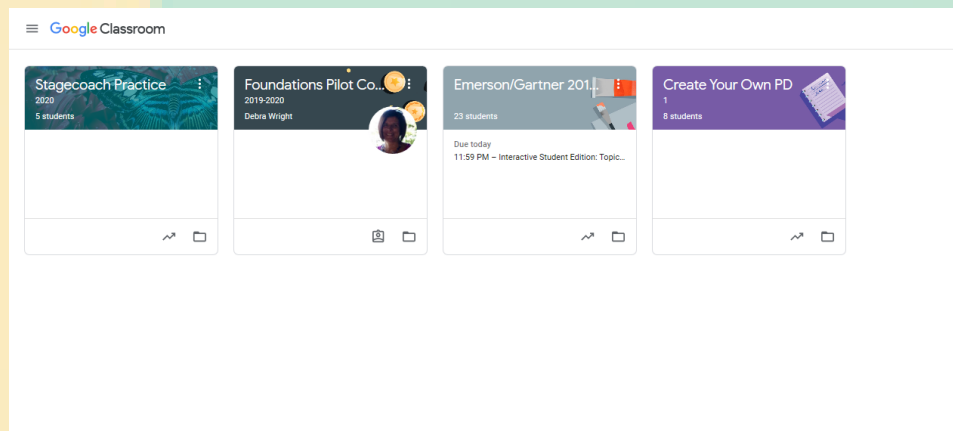 Google Classroom
Stagecoach Practice
2020
5 students
Foundations Pilot Co...
2019-2020
Debra Wright
Emerson/Gartner 201...
23 students
Due today
11:59 PM – Interactive Student Edition: Topic...
Create Your Own PD
1
8 students